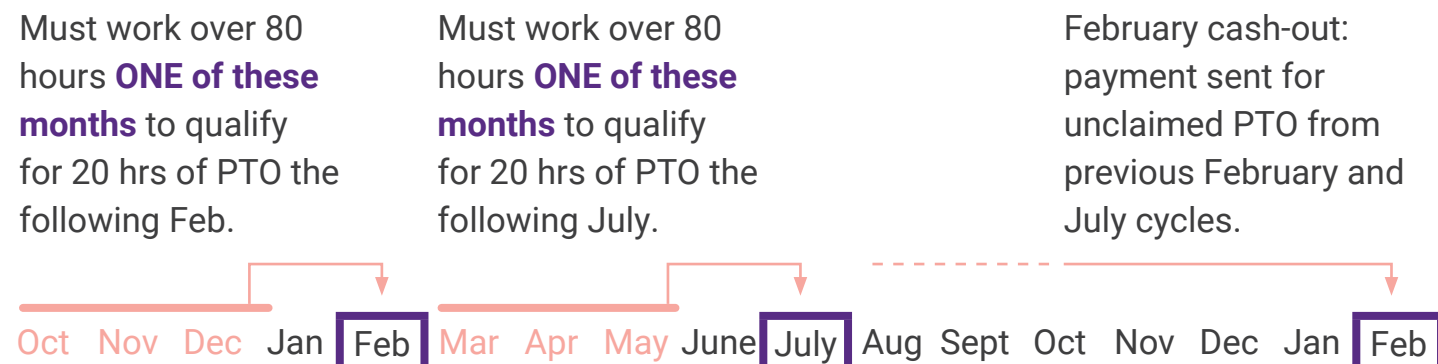 Must work over 80
hours ONE of these
months to qualify
for 20 hrs of PTO the
following Feb.
Must work over 80
hours ONE of these
months to qualify
for 20 hrs of PTO the
following July.
February cash-out:
payment sent for
unclaimed PTO from
previous February and
July cycles.
Oct Nov Dec Jan Feb Mar Apr May June July Aug Sept Oct Nov Dec Jan Feb